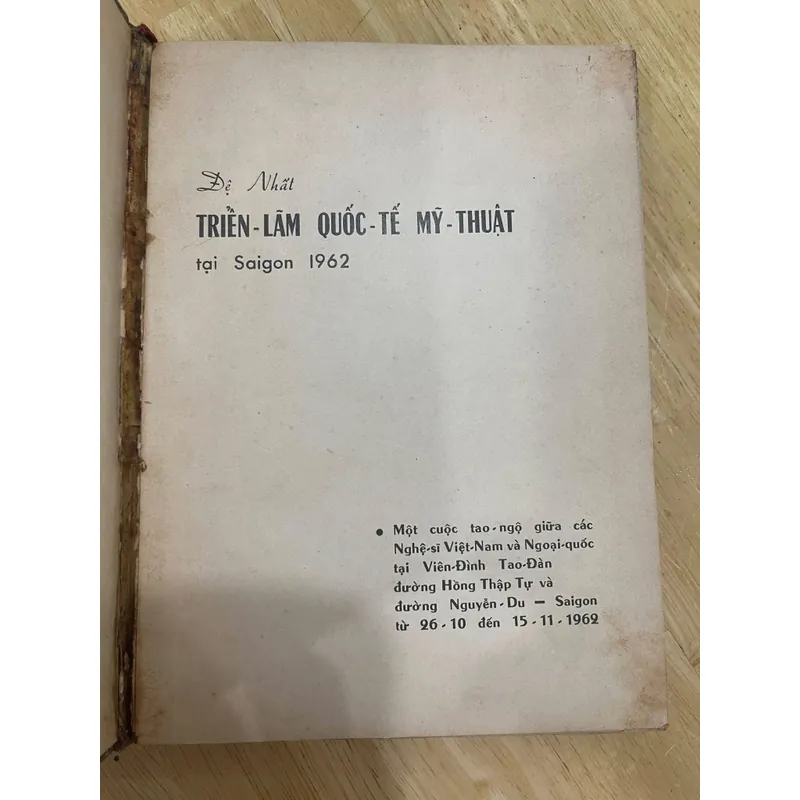 Đệ Nhất
TRIỂN-LÃM QUỐC-TẾ MỸ-THUẬT
tại Saigon 1962
• Một cuộc tao-ngộ giữa các
Nghệ-sĩ Việt-Nam và Ngoại-quốc
tại Viên-Đình Tao-Đàn
đường Hồng Thập Tự và
đường Nguyễn-Du — Saigon
từ 26-10 đến 15-11-1962